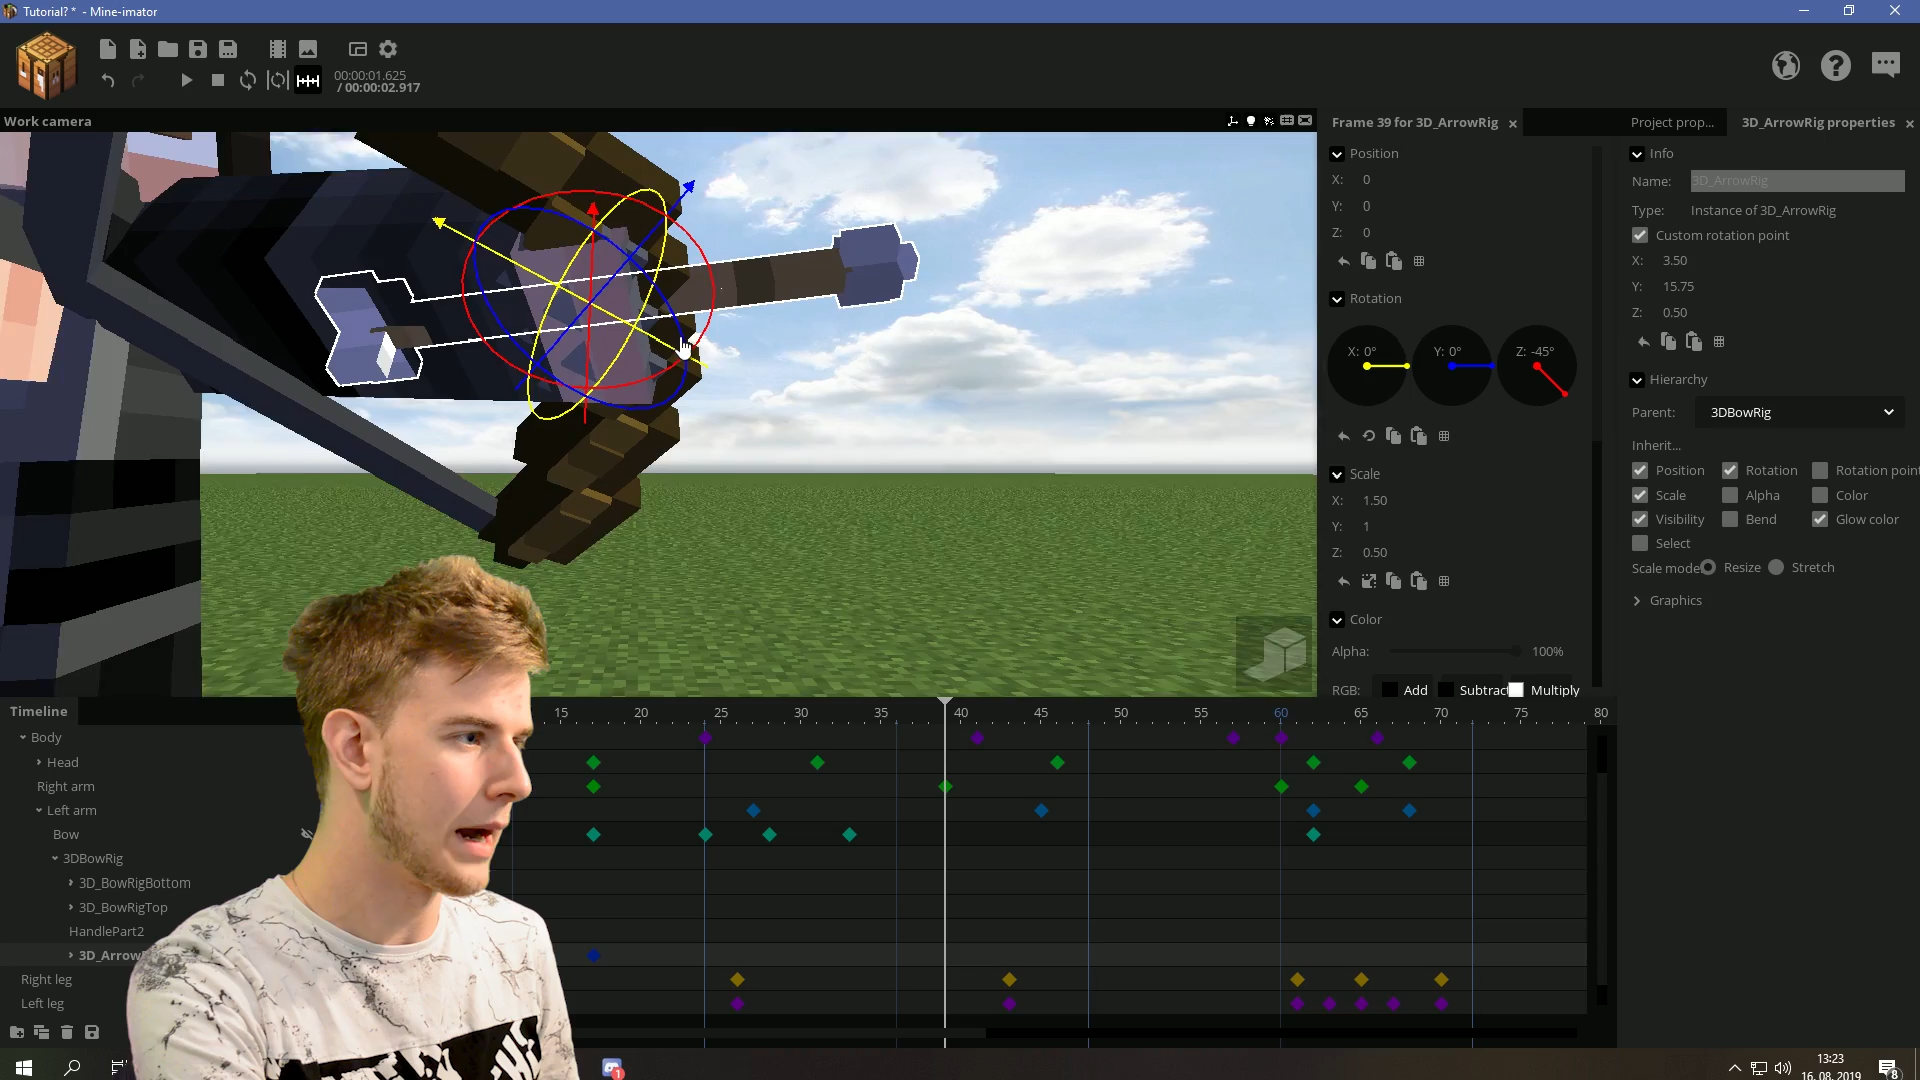 Tutorial? * - Mine-imator
00:00:01.625
/ 00:00:02.917
Work camera
Frame 39 for 3D_ArrowRig
Position
X: 0
Y: 0
Z: 0
Rotation
X: 0° Y: 0° Z: -45°
Scale
X: 1.50
Y: 1
Z: 0.50
Color
Alpha: 100%
RGB: Add Subtract Multiply
Project prop... 3D_ArrowRig properties
Info
Name: 3D_ArrowRig
Type: Instance of 3D_ArrowRig
Custom rotation point
X: 3.50
Y: 15.75
Z: 0.50
Hierarchy
Parent: 3DBowRig
Inherit...
Position Rotation Rotation point
Scale Alpha Color
Visibility Bend Glow color
Select
Scale mode Resize Stretch
Graphics
Timeline
15 20 25 30 35 40 45 50 55 60 65 70 75 80
Body
Head
Right arm
Left arm
Bow
3DBowRig
3D_BowRigBottom
3D_BowRigTop
HandlePart2
3D_Arrow
Right leg
Left leg
1
13:23
16. 08. 2019
8